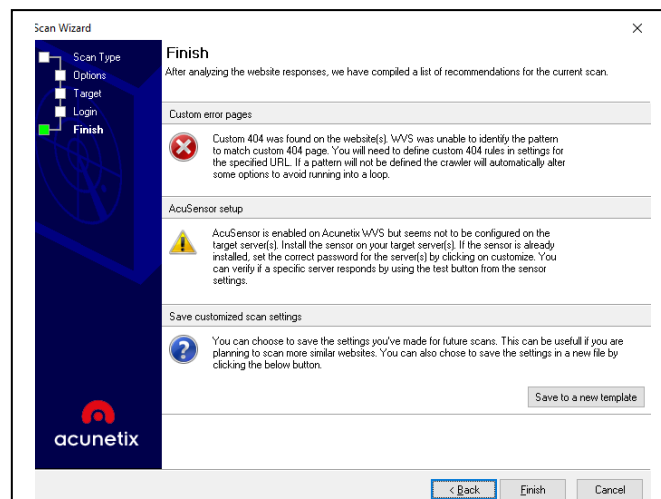 Scan Wizard
Scan Type
Options
Target
Login
Finish
acunetix
Finish
After analyzing the website responses, we have compiled a list of recommendations for the current scan.
Custom error pages
Custom 404 was found on the website(s). WVS was unable to identify the pattern
to match custom 404 page. You will need to define custom 404 rules in settings for
the specified URL. If a pattern will not be defined the crawler will automatically alter
some options to avoid running into a loop.
AcuSensor setup
AcuSensor is enabled on Acunetix WVS but seems not to be configured on the
target server(s). Install the sensor on your target server(s). If the sensor is already
installed, set the correct password for the server(s) by clicking on customize. You
can verify if a specific server responds by using the test button from the sensor
settings.
Save customized scan settings
You can choose to save the settings you've made for future scans. This can be usefull if you are
planning to scan more similar websites. You can also chose to save the settings in a new file by
clicking the below button.
Save to a new template
< Back
Finish
Cancel